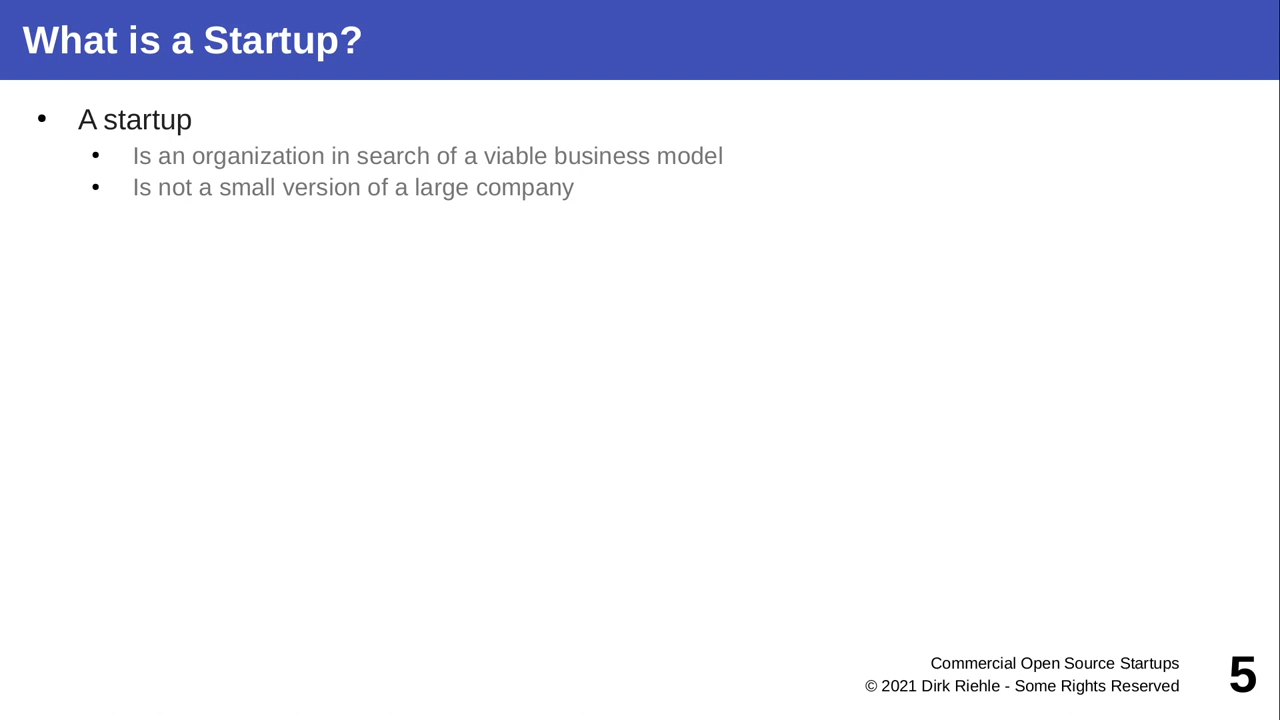 What is a Startup?
• A startup
• Is an organization in search of a viable business model
• Is not a small version of a large company
Commercial Open Source Startups
© 2021 Dirk Riehle - Some Rights Reserved
5